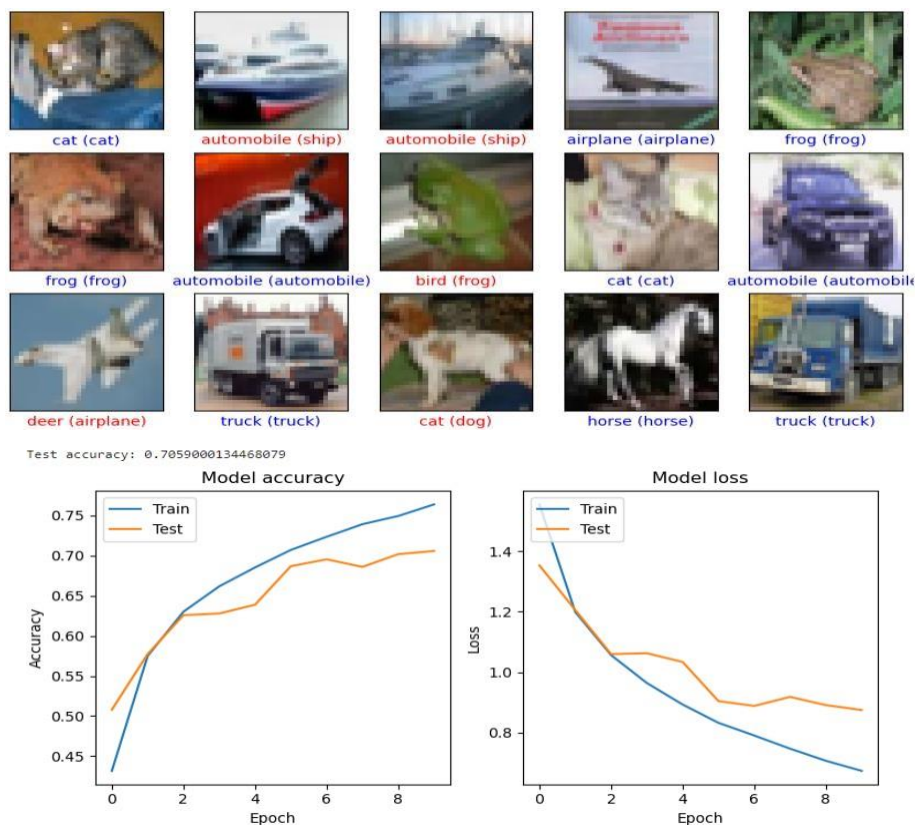 cat (cat) automobile (ship) automobile (ship) airplane (airplane) frog (frog)
frog (frog) automobile (automobile) bird (frog) cat (cat) automobile (automobile
deer (airplane) truck (truck) cat (dog) horse (horse) truck (truck)
Test accuracy: 0.7059000134468079
Model accuracy
Train
Test
0.75
0.70
0.65
0.60
0.55
0.50
0.45
Accuracy
0 2 4 6 8
Epoch
Model loss
Train
Test
1.4
1.2
1.0
0.8
Loss
0 2 4 6 8
Epoch